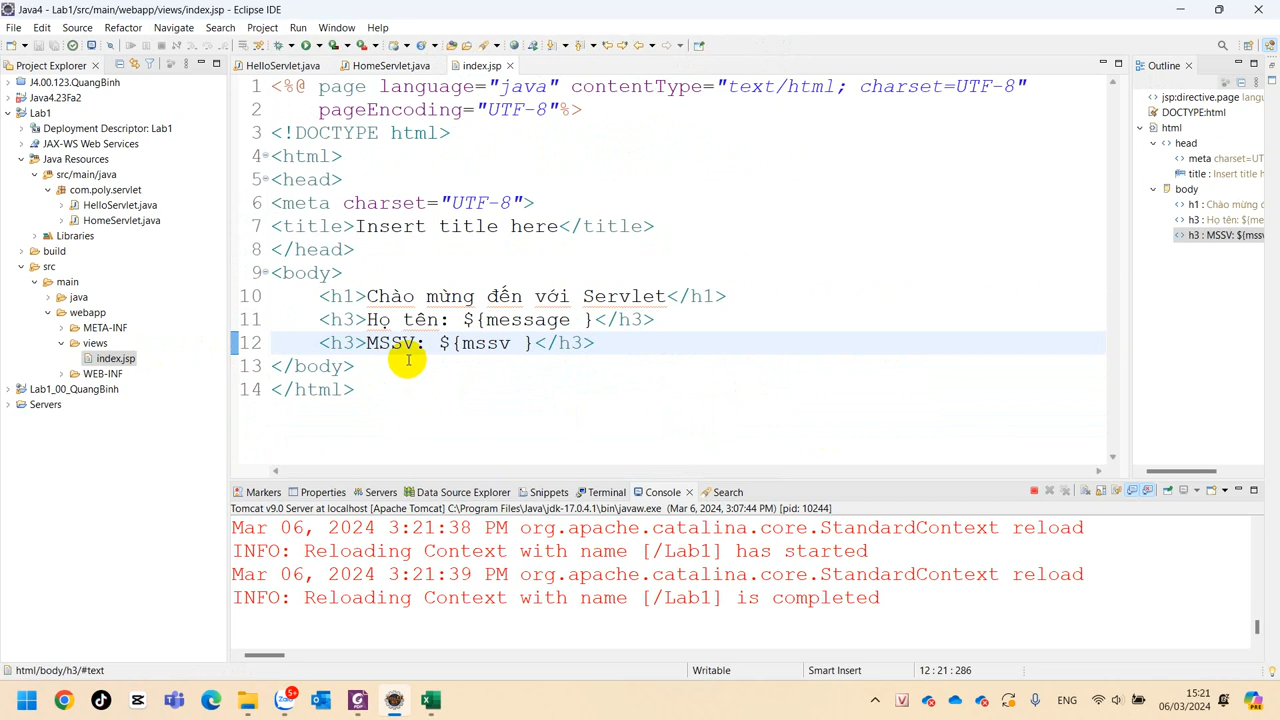 Java4 - Lab1/src/main/webapp/views/index.jsp - Eclipse IDE
File Edit Source Refactor Navigate Search Project Run Window Help
Project Explorer
HelloServlet.java
HomeServlet.java
index.jsp
Outline
J4.00.123.QuangBinh
Java4.23Fa2
Lab1
Deployment Descriptor: Lab1
JAX-WS Web Services
Java Resources
src/main/java
com.poly.servlet
HelloServlet.java
HomeServlet.java
Libraries
build
src
main
java
webapp
META-INF
views
index.jsp
WEB-INF
Lab1_00_QuangBinh
Servers
1 <%@ page language="java" contentType="text/html; charset=UTF-8"
2 pageEncoding="UTF-8"%>
3 <!DOCTYPE html>
4 <html>
5 <head>
6 <meta charset="UTF-8">
7 <title>Insert title here</title>
8 </head>
9 <body>
10 <h1>Chào mừng đến với Servlet</h1>
11 <h3>Họ tên: ${message }</h3>
12 <h3>MSSV: ${mssv }</h3>
13 </body>
14 </html>
jsp:directive.page langu
DOCTYPE:html
html
head
meta charset=UT
title : Insert title h
body
h1 : Chào mừng đ
h3 : Họ tên: ${me
h3 : MSSV: ${mssv
Markers Properties Servers Data Source Explorer Snippets Terminal Console Search
Tomcat v9.0 Server at localhost [Apache Tomcat] C:\Program Files\Java\jdk-17.0.4.1\bin\javaw.exe (Mar 6, 2024, 3:07:44 PM) [pid: 10244]
Mar 06, 2024 3:21:38 PM org.apache.catalina.core.StandardContext reload
INFO: Reloading Context with name [/Lab1] has started
Mar 06, 2024 3:21:39 PM org.apache.catalina.core.StandardContext reload
INFO: Reloading Context with name [/Lab1] is completed
html/body/h3/#text
Writable
Smart Insert
12 : 21 : 286
Zalo
5+
ENG
15:21
06/03/2024
PRE